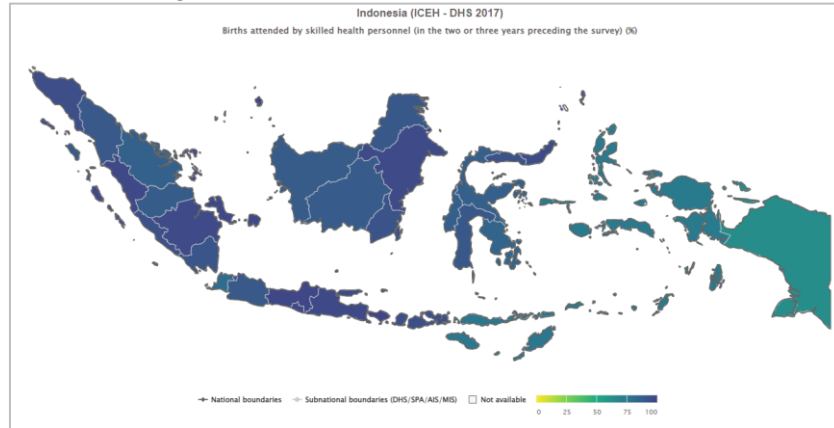 Indonesia (ICEH - DHS 2017)
Births attended by skilled health personnel (in the two or three years preceding the survey) (%)
National boundaries
Subnational boundaries (DHS/SPA/AIS/MIS)
Not available
0 25 50 75 100